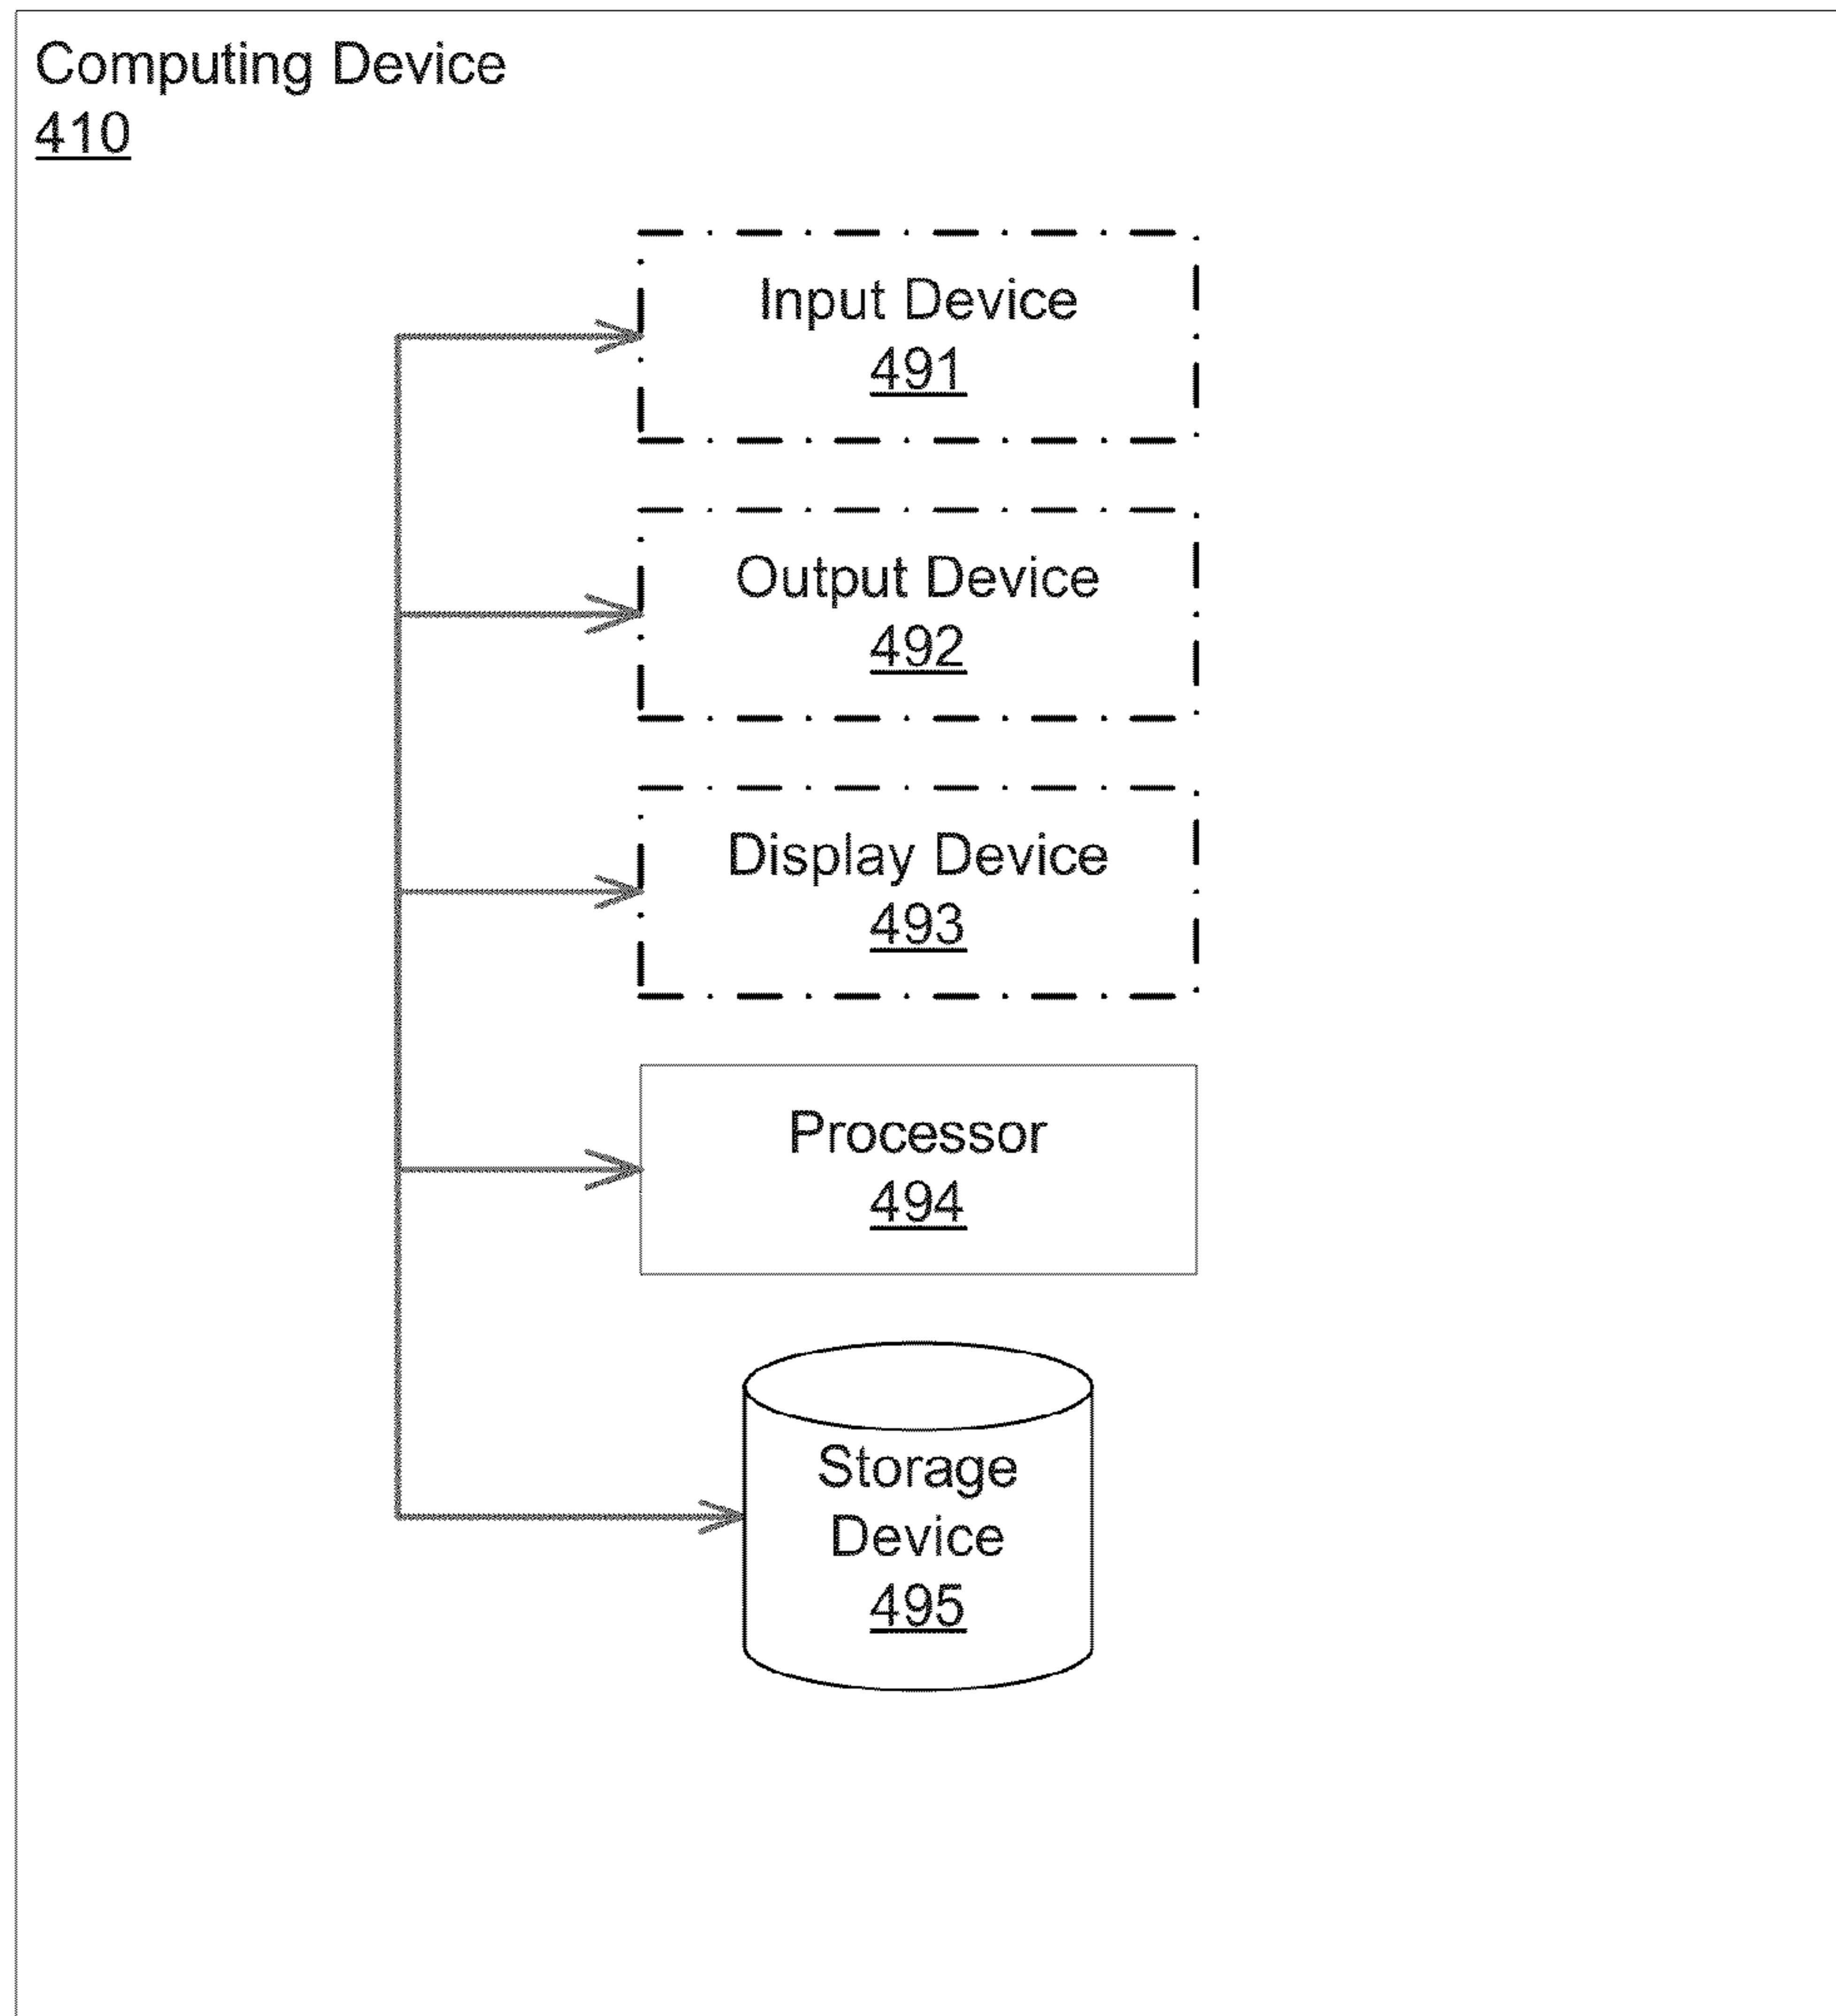 Computing Device
410
Input Device
491
Output Device
492
Display Device
493
Processor
494
Storage
Device
495